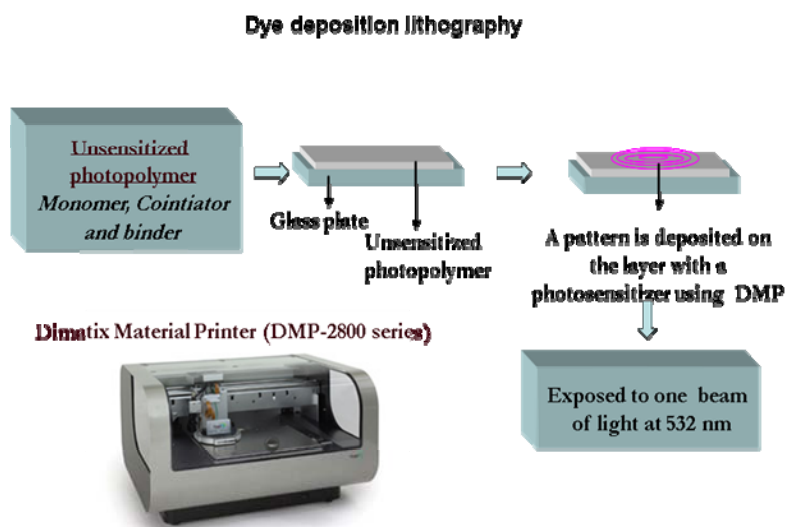 Dye deposition lithography
Unsensitized
photopolymer
Monomer, Cointiator
and binder
Glass plate
Unsensitized
photopolymer
A pattern is deposited on
the layer with a
photosensitizer using DMP
Dimatix Material Printer (DMP-2800 series)
Exposed to one beam
of light at 532 nm